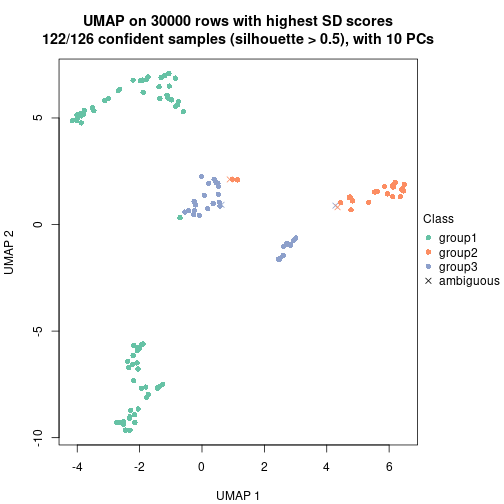 UMAP on 30000 rows with highest SD scores
122/126 confident samples (silhouette > 0.5), with 10 PCs
5
0
-5
-10
UMAP 2
-4
-2
0
2
4
6
UMAP 1
Class
group1
group2
group3
ambiguous